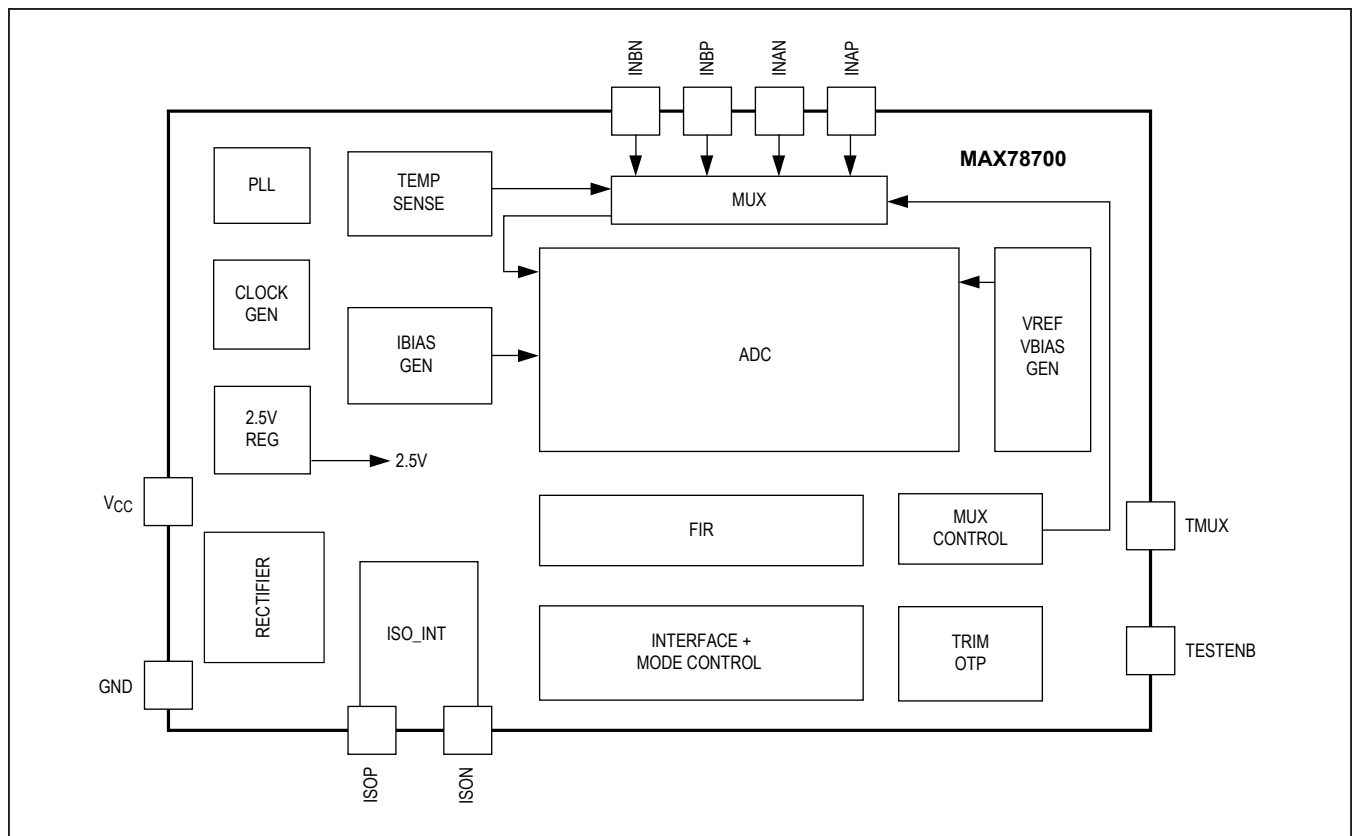 INBN
INBP
INAN
INAP
MAX78700
PLL
TEMP
SENSE
MUX
CLOCK
GEN
IBIAS
GEN
ADC
VREF
VBIAS
GEN
2.5V
REG
2.5V
VCC
FIR
MUX
CONTROL
TMUX
RECTIFIER
ISO_INT
INTERFACE +
MODE CONTROL
TRIM
OTP
TESTENB
GND
ISOP
ISON